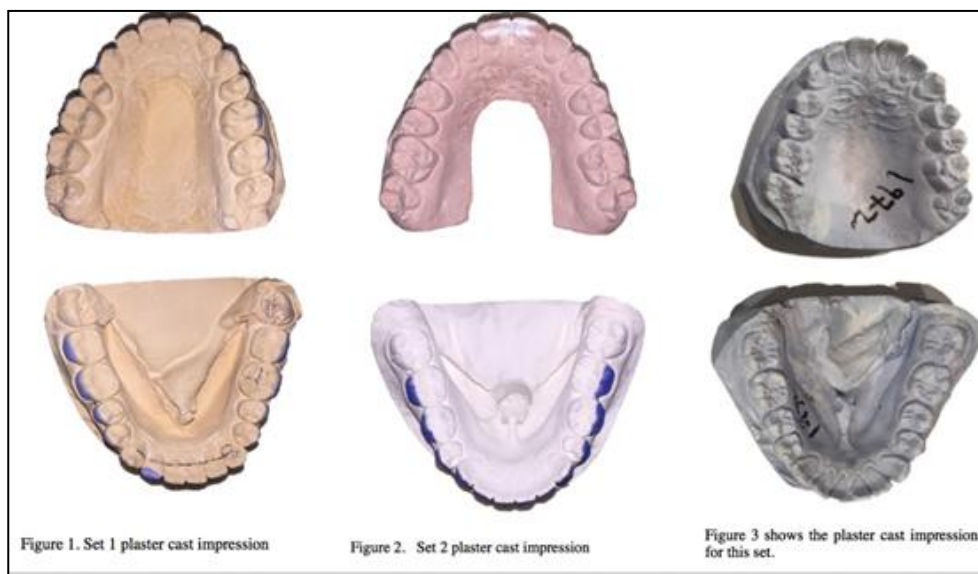 1972
Figure 1. Set 1 plaster cast impression
Figure 2. Set 2 plaster cast impression
Figure 3 shows the plaster cast impression
for this set.